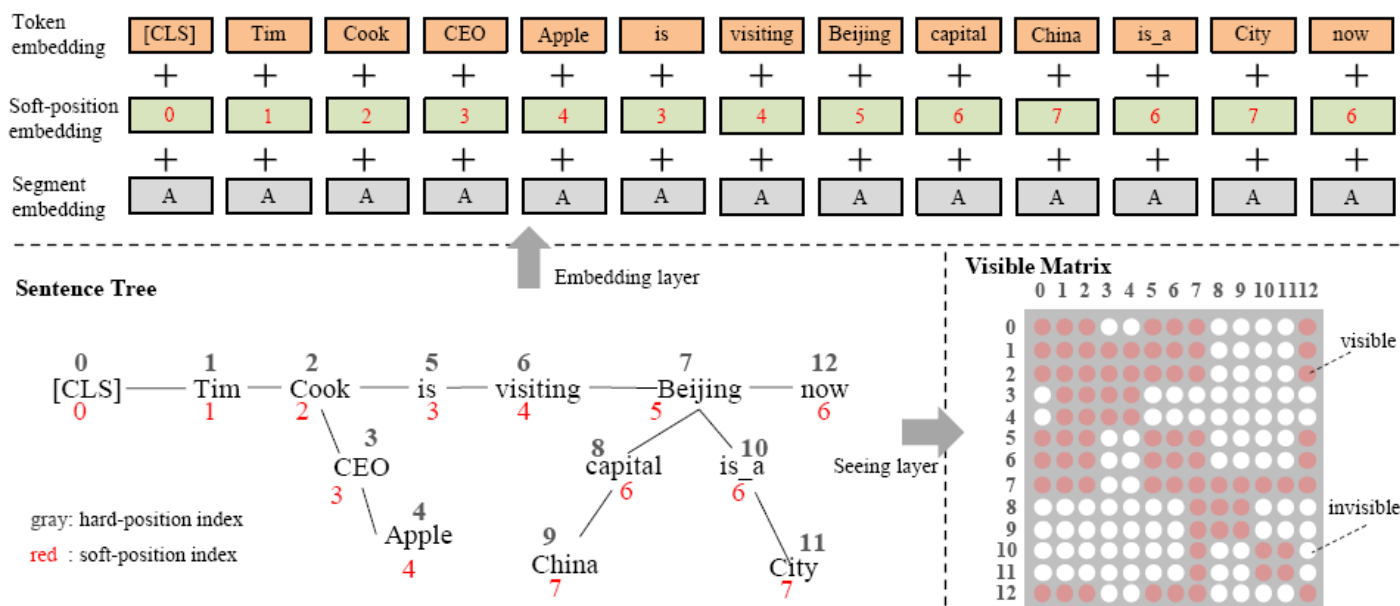 Token embedding [CLS] Tim Cook CEO Apple is visiting Beijing capital China is_a City now
+ + + + + + + + + + + + +
Soft-position embedding 0 1 2 3 4 3 4 5 6 7 6 7 6
+ + + + + + + + + + + + +
Segment embedding A A A A A A A A A A A A A
Embedding layer
Sentence Tree
0 1 2 5 6 7 12
[CLS] Tim Cook is visiting Beijing now
0 1 2 3 4 5 6
3 8 10
CEO capital is_a
3 6 6
4 9 11
Apple China City
4 7 7
gray: hard-position index
red : soft-position index
Seeing layer
Visible Matrix
0 1 2 3 4 5 6 7 8 9 10 11 12
0
1
2
3
4
5
6
7
8
9
10
11
12
visible
invisible